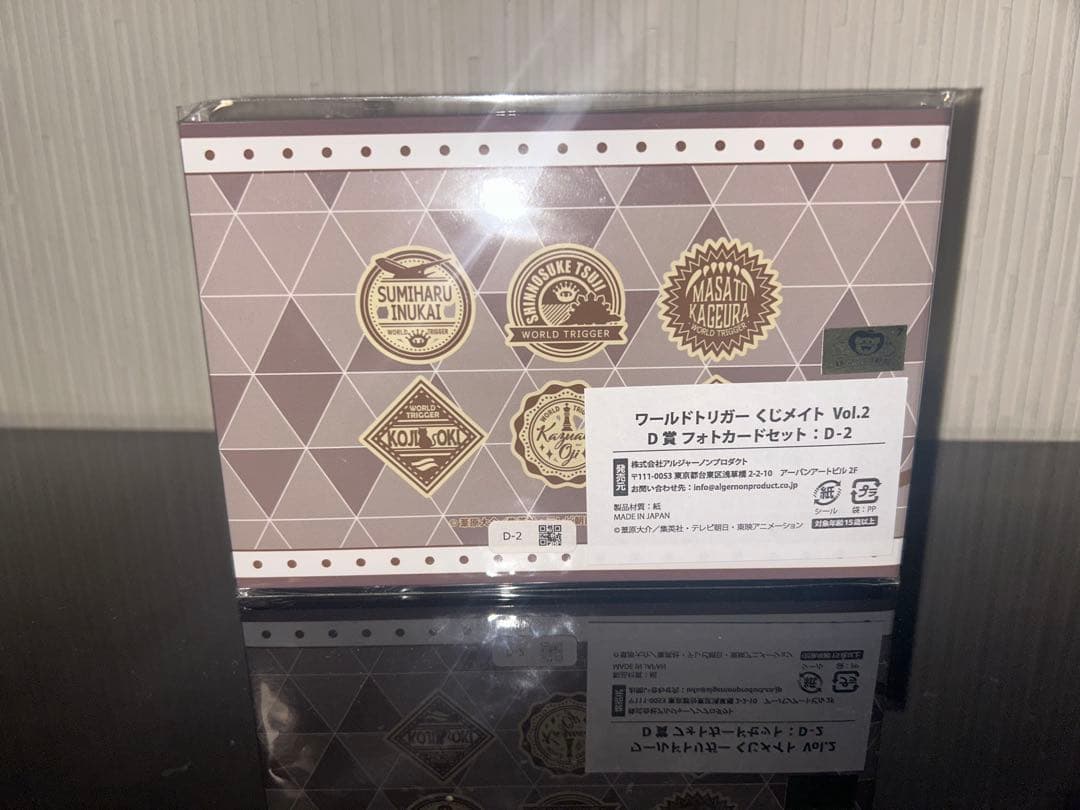 SUMIHARU
INUKAI
WORLD TRIGGER
SHINNOSUKE TSUJI
WORLD TRIGGER
MASATO
KAGEURA
WORLD TRIGGER
WORLD
TRIGGER
KOJI OKI
WORLD
Oji
ワールドトリガー くじメイト Vol.2
D 賞 フォトカードセット：D-2
発売元
株式会社アルジャーノンプロダクト
〒111-0053 東京都台東区浅草橋 2-2-10 アーバンアートビル 2F
お問い合わせ先：info@algernonproduct.co.jp
製品材質：紙
MADE IN JAPAN
©葦原大介／集英社・テレビ朝日・東映アニメーション
紙
シール
プラ
袋：PP
対象年齢 15歳以上
©葦原大介
D-2